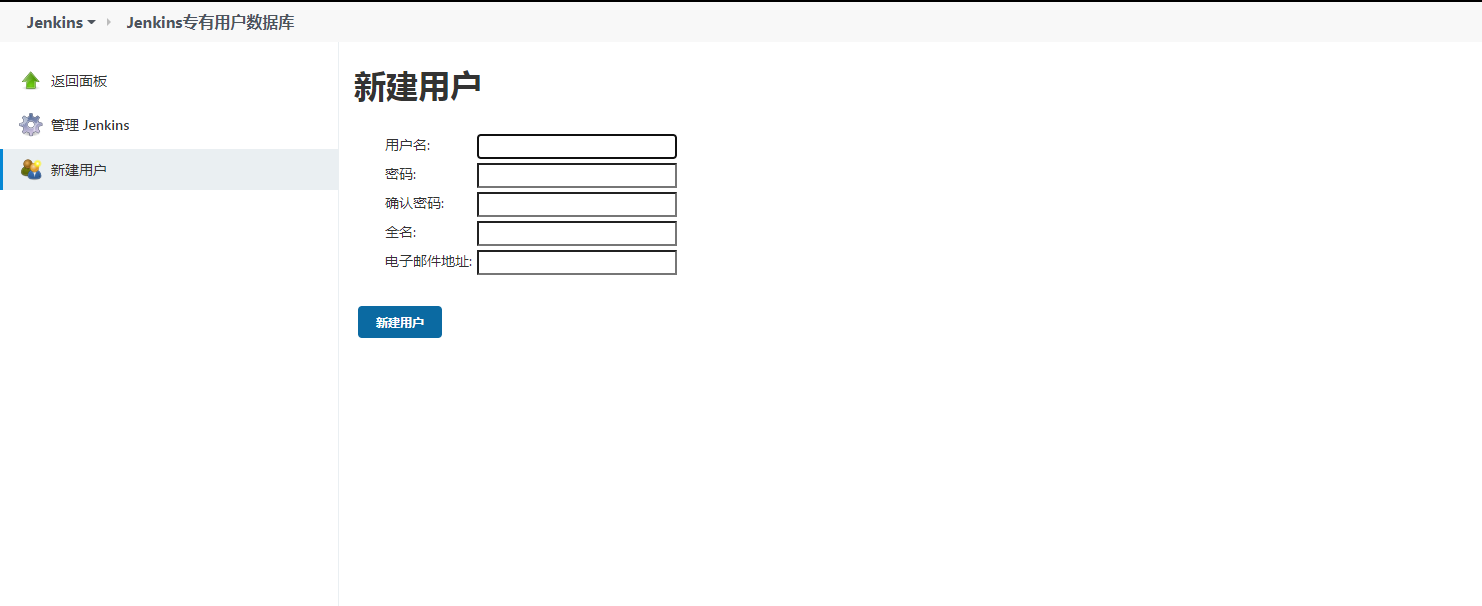 Jenkins Jenkins专有用户数据库
返回面板
管理 Jenkins
新建用户
新建用户
用户名:
密码:
确认密码:
全名:
电子邮件地址:
新建用户